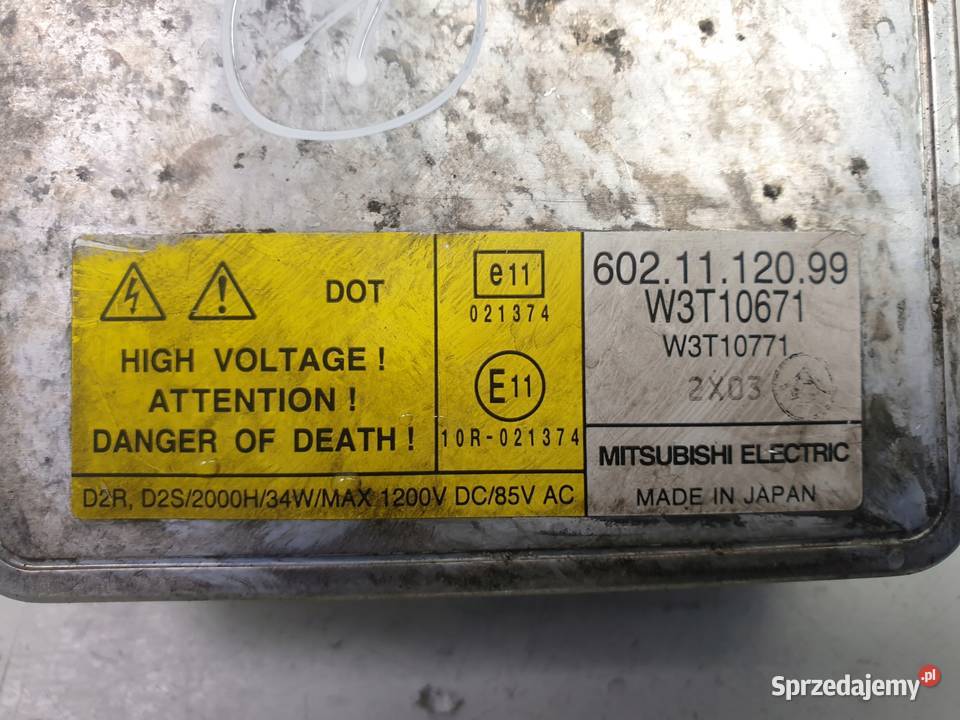 DOT
HIGH VOLTAGE !
ATTENTION !
DANGER OF DEATH !
e11
021374
E11
10R-021374
D2R, D2S/2000H/34W/MAX 1200V DC/85V AC
602.11.120.99
W3T10671
W3T10771
2X03
MITSUBISHI ELECTRIC
MADE IN JAPAN
Sprzedajemy.pl